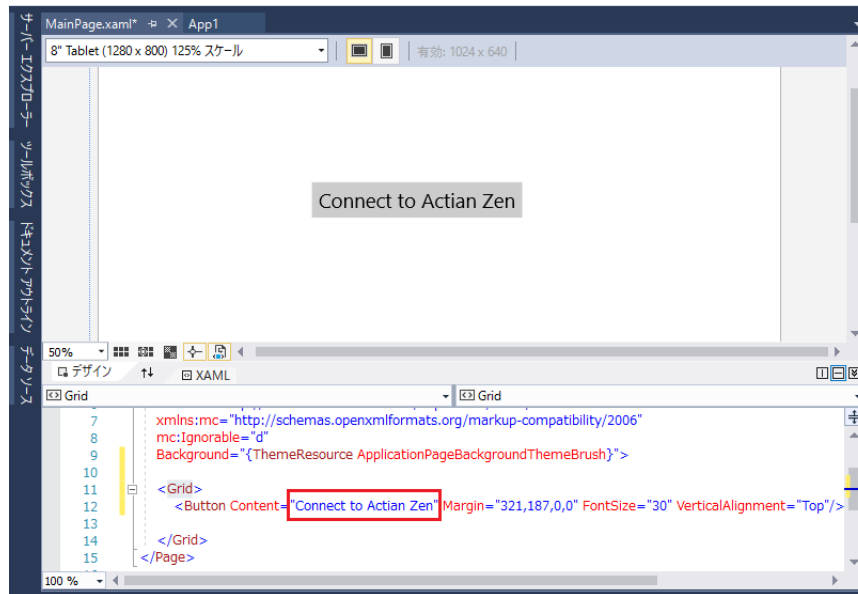 サーバー エクスプローラー
ツールボックス
ドキュメント アウトライン
データ ソース
MainPage.xaml*
App1
8" Tablet (1280 x 800) 125% スケール
有効: 1024 x 640
Connect to Actian Zen
50%
デザイン
XAML
Grid
Grid
7 xmlns:mc="http://schemas.openxmlformats.org/markup-compatibility/2006"
8 mc:Ignorable="d"
9 Background="{ThemeResource ApplicationPageBackgroundThemeBrush}">
10
11 <Grid>
12 <Button Content="Connect to Actian Zen" Margin="321,187,0,0" FontSize="30" VerticalAlignment="Top"/>
13
14 </Grid>
15 </Page>
100 %